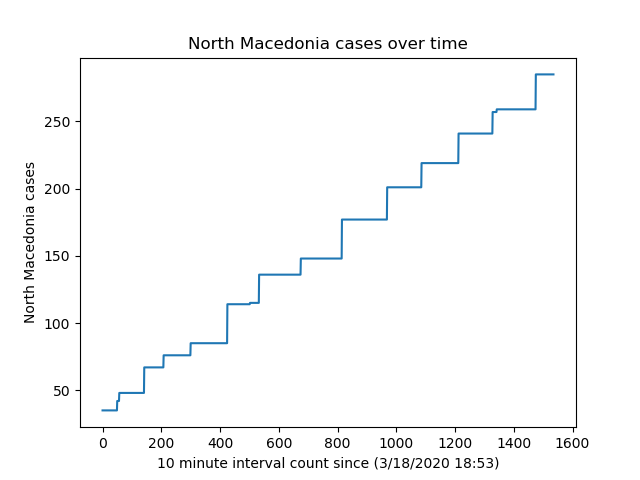 North Macedonia cases over time
250
200
150
100
50
North Macedonia cases
0 200 400 600 800 1000 1200 1400 1600
10 minute interval count since (3/18/2020 18:53)